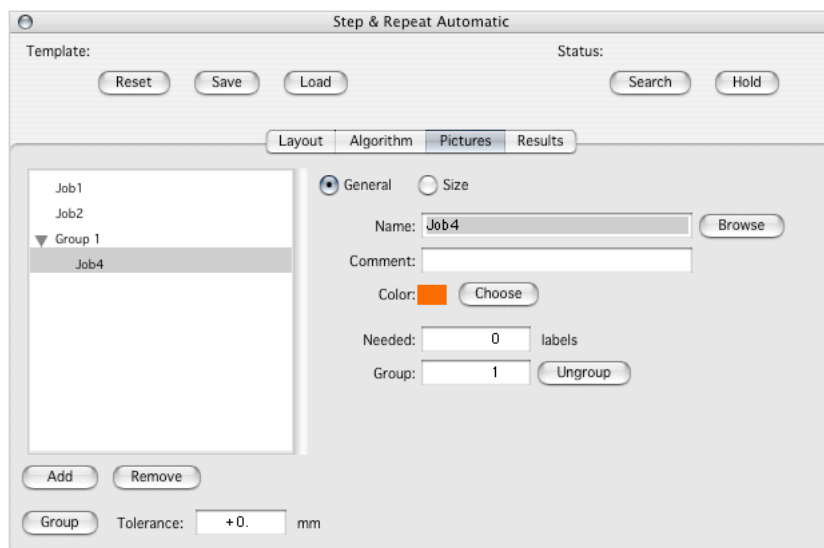 Step & Repeat Automatic
Template:
Status:
Reset
Save
Load
Search
Hold
Layout
Algorithm
Pictures
Results
Job1
Job2
Group 1
Job4
General
Size
Name:
Job4
Browse
Comment:
Color:
Choose
Needed:
0
labels
Group:
1
Ungroup
Add
Remove
Group
Tolerance:
+0.
mm